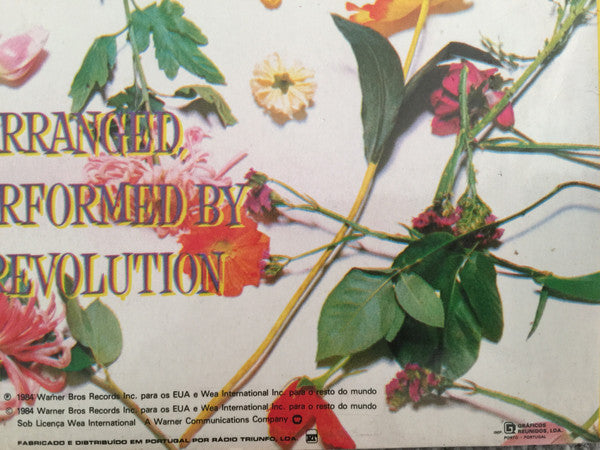 RRANGED,
RFORMED BY
REVOLUTION
℗ 1984 Warner Bros Records Inc. para os EUA e Wea International Inc. para o resto do mundo
© 1984 Warner Bros Records Inc. para os EUA e Wea International Inc. para o resto do mundo
Sob Licença Wea International A Warner Communications Company
FABRICADO E DISTRIBUÍDO EM PORTUGAL POR RÁDIO TRIUNFO, LDA.
GRÁFICOS
REUNIDOS, LDA.
PORTO - PORTUGAL